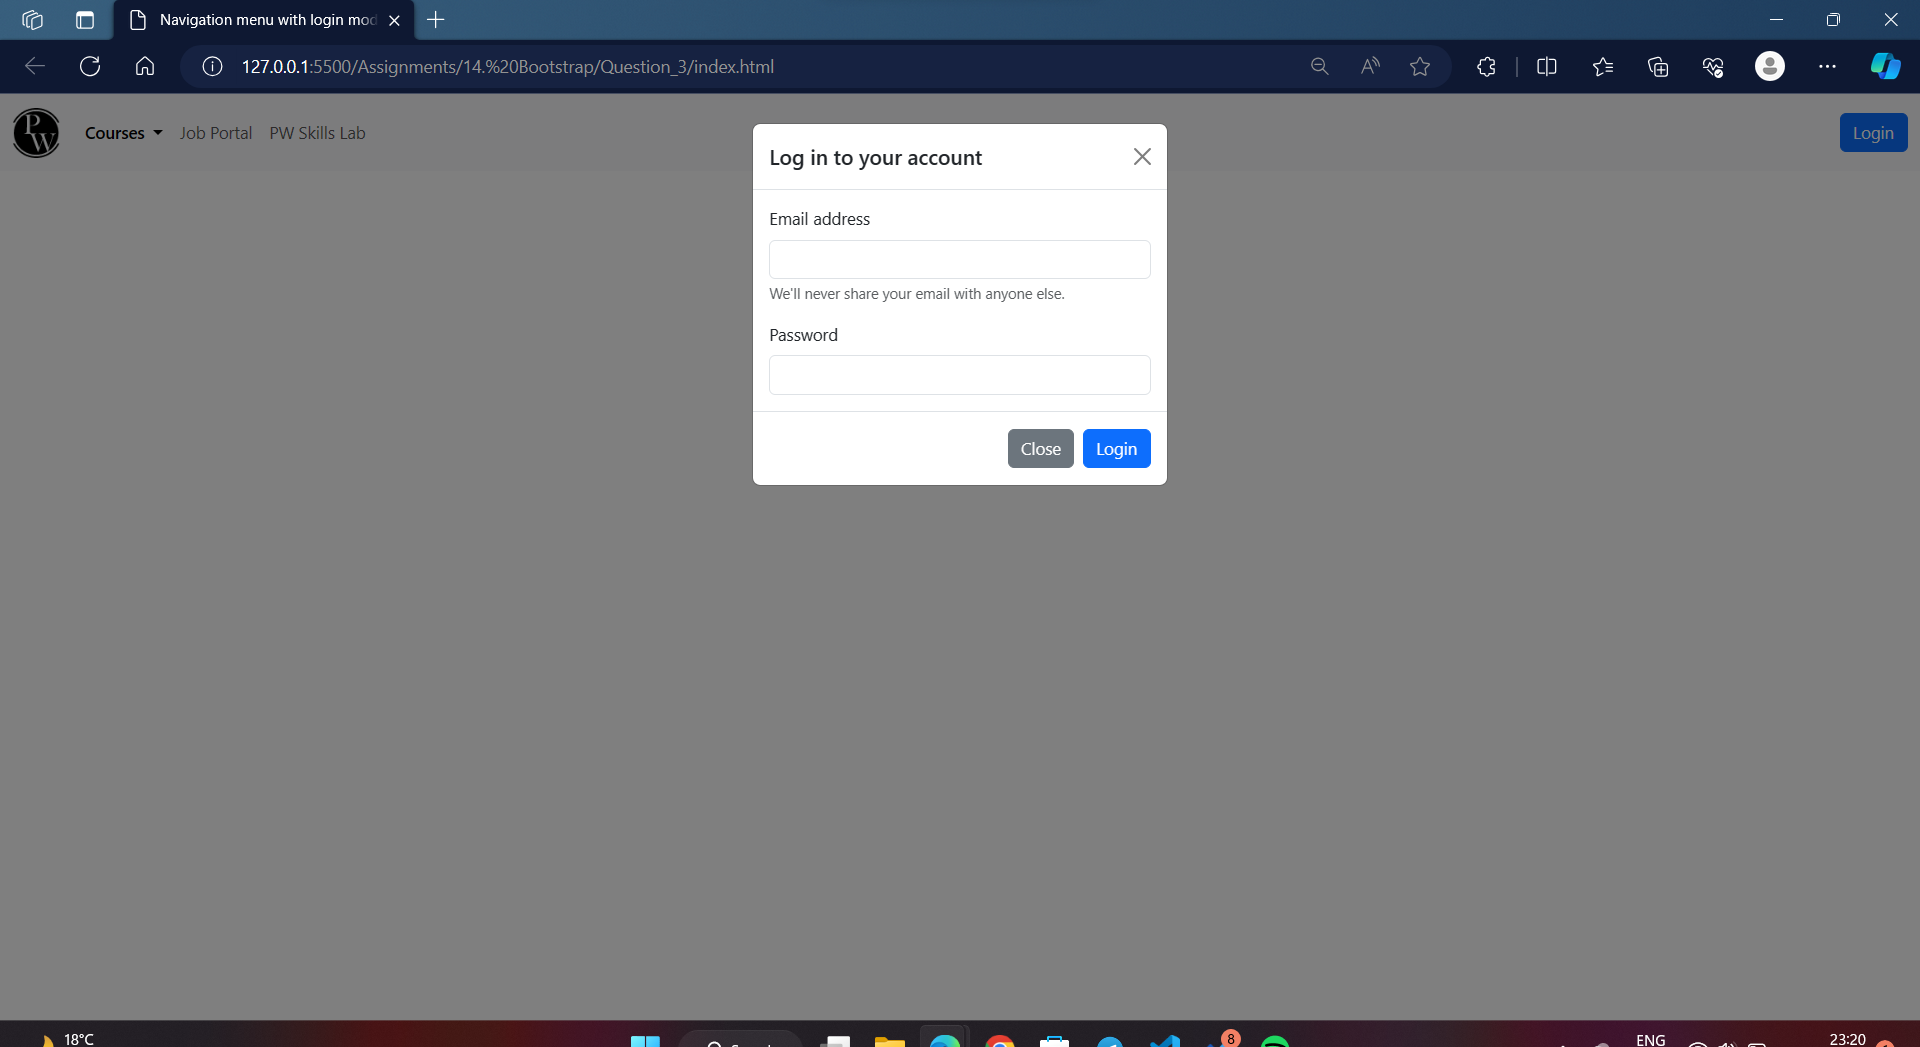 Navigation menu with login mod
127.0.0.1:5500/Assignments/14.%20Bootstrap/Question_3/index.html
PW
Courses
Job Portal
PW Skills Lab
Login
Log in to your account
Email address
We'll never share your email with anyone else.
Password
Close
Login
18°C
8
ENG
23:20